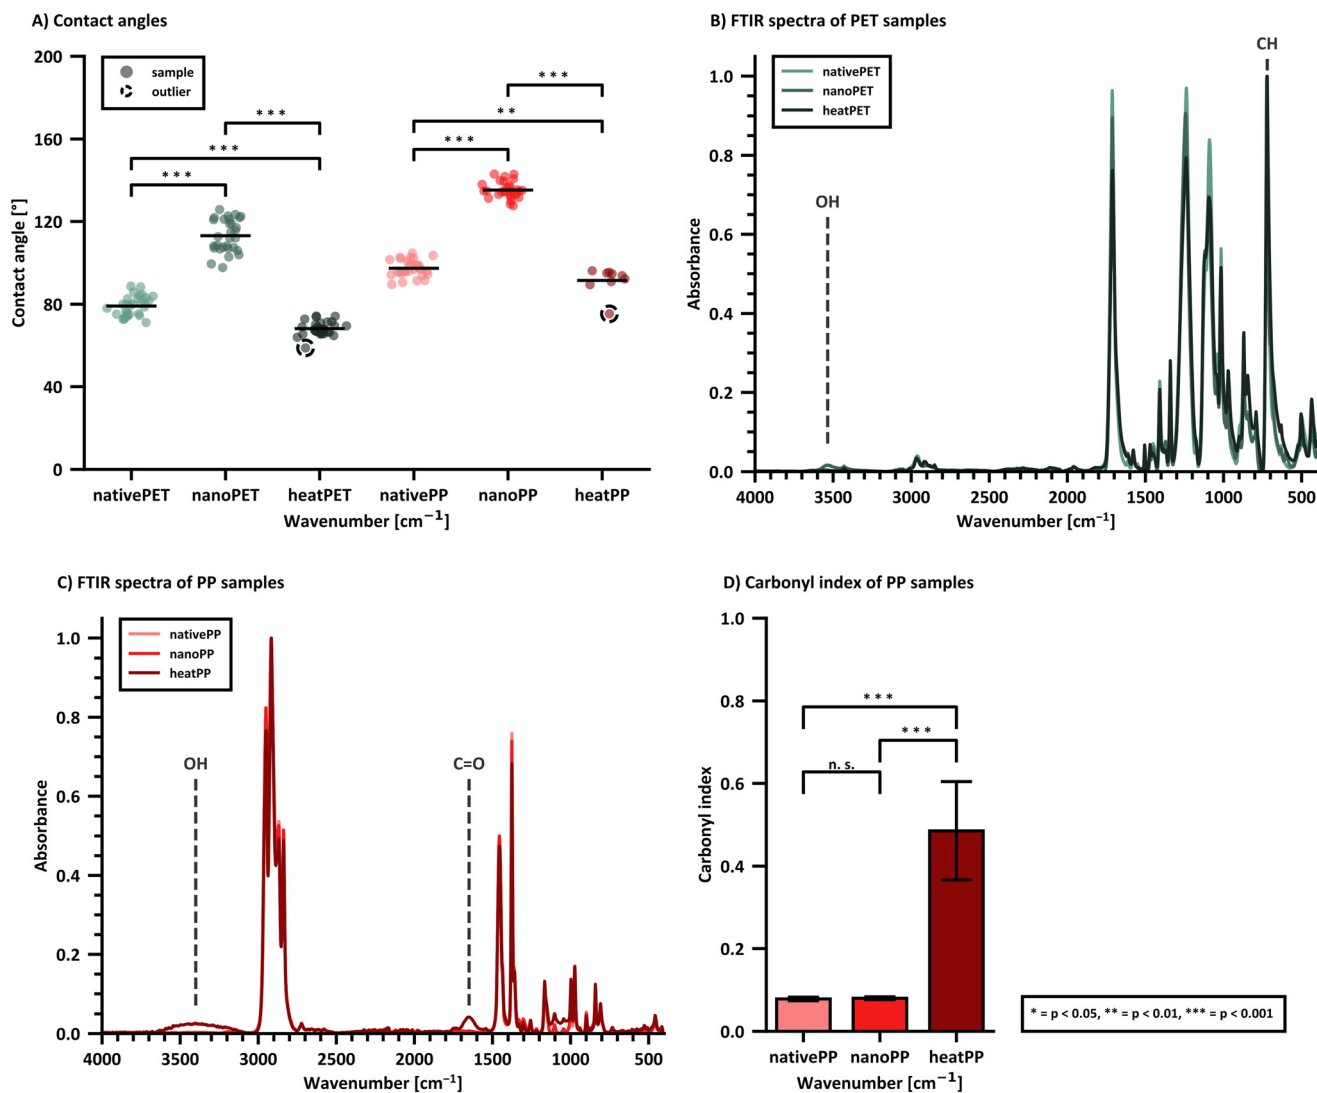 A) Contact angles
200
160
120
80
40
0
Contact angle [°]
sample
outlier
* * *
* * *
* * *
* * *
* *
* * *
nativePET
nanoPET
heatPET
nativePP
nanoPP
heatPP
Wavenumber [cm⁻¹]
B) FTIR spectra of PET samples
nativePET
nanoPET
heatPET
OH
CH
1.0
0.8
0.6
0.4
0.2
0.0
Absorbance
4000 3500 3000 2500 2000 1500 1000 500
Wavenumber [cm⁻¹]
C) FTIR spectra of PP samples
nativePP
nanoPP
heatPP
OH
C=O
1.0
0.8
0.6
0.4
0.2
0.0
Absorbance
4000 3500 3000 2500 2000 1500 1000 500
Wavenumber [cm⁻¹]
D) Carbonyl index of PP samples
1.0
0.8
0.6
0.4
0.2
0.0
Carbonyl index
* * *
* * *
n. s.
nativePP
nanoPP
heatPP
Wavenumber [cm⁻¹]
* = p < 0.05, ** = p < 0.01, *** = p < 0.001